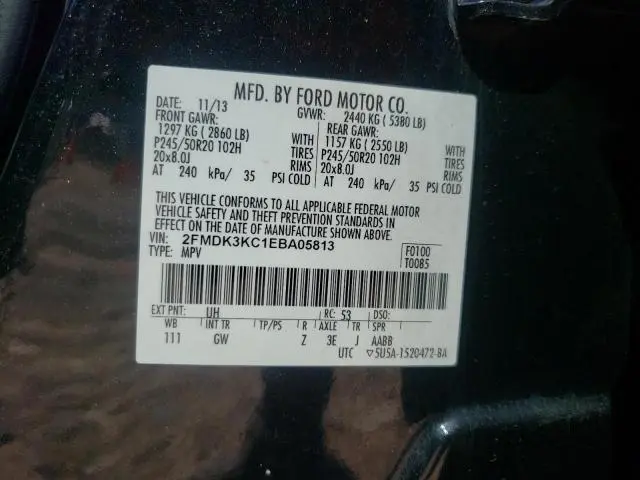 MFD. BY FORD MOTOR CO.
DATE: 11/13 GVWR: 2440 KG ( 5380 LB)
FRONT GAWR: REAR GAWR:
1297 KG ( 2860 LB) WITH 1157 KG ( 2550 LB) WITH
P245/50R20 102H TIRES P245/50R20 102H TIRES
20x8.0J RIMS 20x8.0J RIMS
AT 240 kPa/ 35 PSI COLD AT 240 kPa/ 35 PSI COLD
THIS VEHICLE CONFORMS TO ALL APPLICABLE FEDERAL MOTOR
VEHICLE SAFETY AND THEFT PREVENTION STANDARDS IN
EFFECT ON THE DATE OF MANUFACTURE SHOWN ABOVE.
VIN: 2FMDK3KC1EBA05813 F0100
TYPE: MPV T0085
EXT PNT: UH RC: 53 DSO:
WB INT TR TP/PS R AXLE TR SPR
111 GW Z 3E J AABB
UTC ▽5U5A-1520472-BA